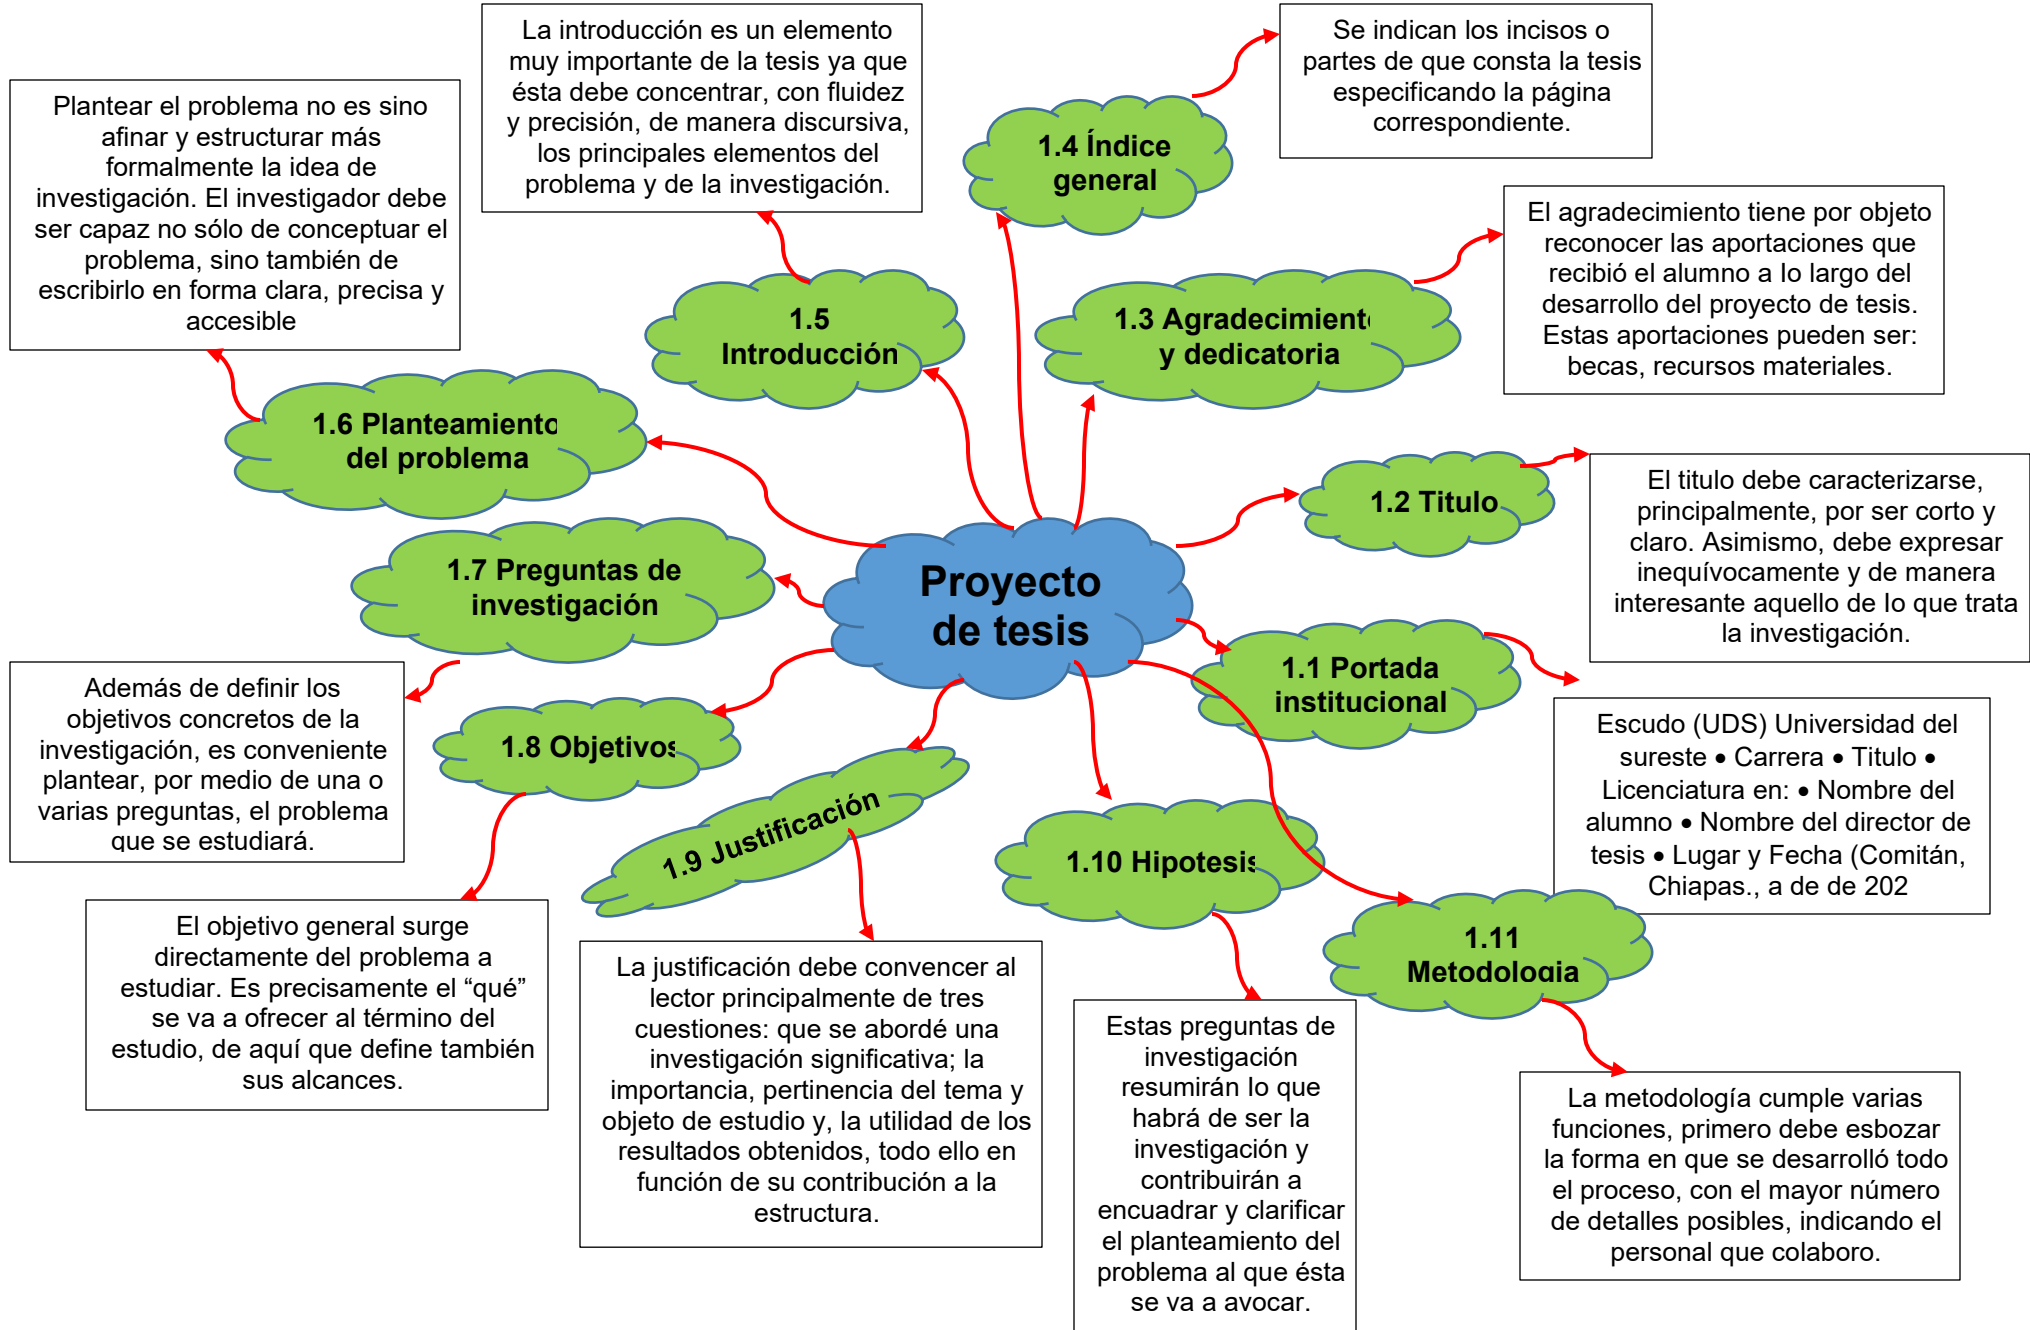 La introducción es un elemento
muy importante de la tesis ya que
ésta debe concentrar, con fluidez
y precisión, de manera discursiva,
los principales elementos del
problema y de la investigación.
Se indican los incisos o
partes de que consta la tesis
especificando la página
correspondiente.
Plantear el problema no es sino
afinar y estructurar más
formalmente la idea de
investigación. El investigador debe
ser capaz no sólo de conceptuar el
problema, sino también de
escribirlo en forma clara, precisa y
accesible
1.4 Índice
general
El agradecimiento tiene por objeto
reconocer las aportaciones que
recibió el alumno a lo largo del
desarrollo del proyecto de tesis.
Estas aportaciones pueden ser:
becas, recursos materiales.
1.5
Introducción
1.3 Agradecimiento
y dedicatoria
1.6 Planteamiento
del problema
1.2 Titulo
El titulo debe caracterizarse,
principalmente, por ser corto y
claro. Asimismo, debe expresar
inequívocamente y de manera
interesante aquello de lo que trata
la investigación.
1.7 Preguntas de
investigación
Proyecto
de tesis
1.1 Portada
institucional
Además de definir los
objetivos concretos de la
investigación, es conveniente
plantear, por medio de una o
varias preguntas, el problema
que se estudiará.
1.8 Objetivos
Escudo (UDS) Universidad del
sureste • Carrera • Titulo •
Licenciatura en: • Nombre del
alumno • Nombre del director de
tesis • Lugar y Fecha (Comitán,
Chiapas., a de de 202
1.9 Justificación
1.10 Hipotesis
1.11
Metodologia
El objetivo general surge
directamente del problema a
estudiar. Es precisamente el “qué”
se va a ofrecer al término del
estudio, de aquí que define también
sus alcances.
La justificación debe convencer al
lector principalmente de tres
cuestiones: que se abordé una
investigación significativa; la
importancia, pertinencia del tema y
objeto de estudio y, la utilidad de los
resultados obtenidos, todo ello en
función de su contribución a la
estructura.
Estas preguntas de
investigación
resumirán lo que
habrá de ser la
investigación y
contribuirán a
encuadrar y clarificar
el planteamiento del
problema al que ésta
se va a avocar.
La metodología cumple varias
funciones, primero debe esbozar
la forma en que se desarrolló todo
el proceso, con el mayor número
de detalles posibles, indicando el
personal que colaboro.